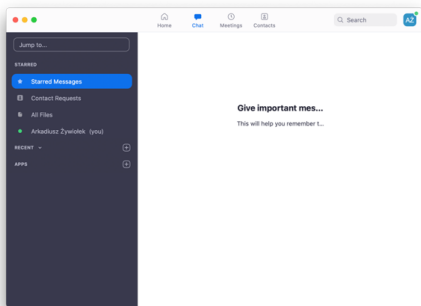 Home
Chat
Meetings
Contacts
Search
AŻ
Jump to...
STARRED
Starred Messages
Contact Requests
All Files
Arkadiusz Żywiołek (you)
RECENT
APPS
Give important mes...
This will help you remember t...